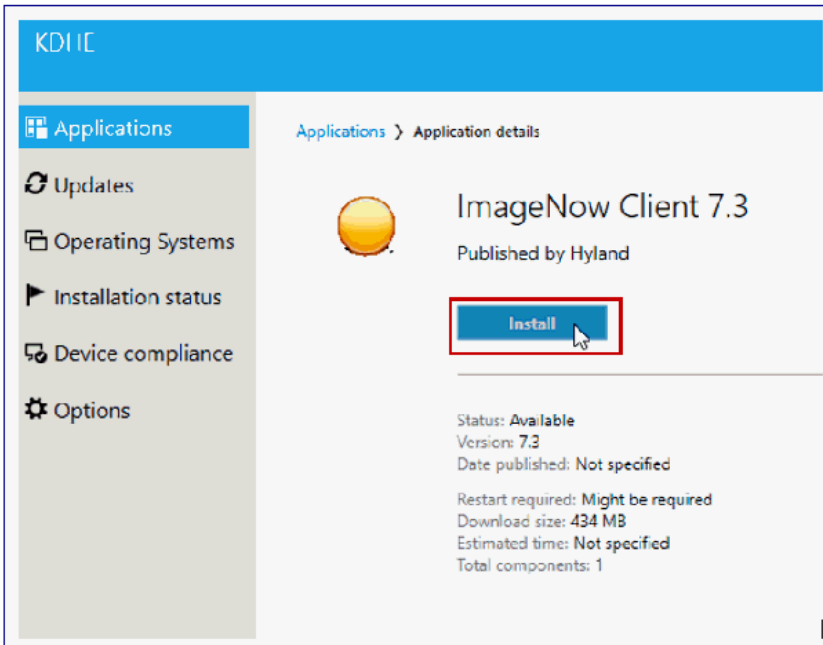 KDHE
Applications
Updates
Operating Systems
Installation status
Device compliance
Options
Applications ❯ Application details
ImageNow Client 7.3
Published by Hyland
Install
Status: Available
Version: 7.3
Date published: Not specified
Restart required: Might be required
Download size: 434 MB
Estimated time: Not specified
Total components: 1